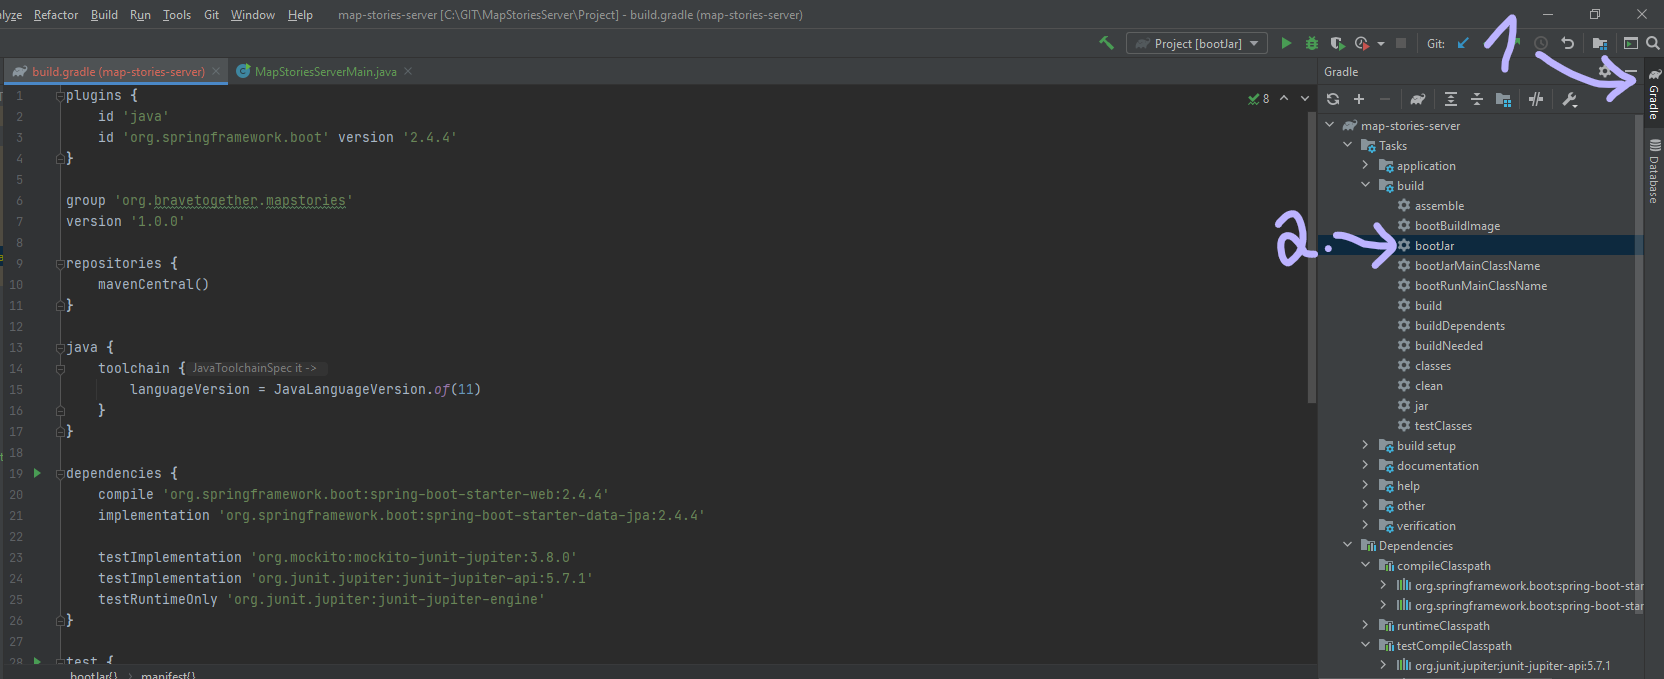 Refactor Build Run Tools Git Window Help map-stories-server [C:\GIT\MapStoriesServer\Project] - build.gradle (map-stories-server)
Project [bootJar] Git:
1
build.gradle (map-stories-server) MapStoriesServerMain.java
8
1 plugins {
2 id 'java'
3 id 'org.springframework.boot' version '2.4.4'
4 }
5
6 group 'org.bravetogether.mapstories'
7 version '1.0.0'
8
9 repositories {
10 mavenCentral()
11 }
12
13 java {
14 toolchain { JavaToolchainSpec it ->
15 languageVersion = JavaLanguageVersion.of(11)
16 }
17 }
18
19 dependencies {
20 compile 'org.springframework.boot:spring-boot-starter-web:2.4.4'
21 implementation 'org.springframework.boot:spring-boot-starter-data-jpa:2.4.4'
22
23 testImplementation 'org.mockito:mockito-junit-jupiter:3.8.0'
24 testImplementation 'org.junit.jupiter:junit-jupiter-api:5.7.1'
25 testRuntimeOnly 'org.junit.jupiter:junit-jupiter-engine'
26 }
27
28 test {
bootJar{} › manifest{}
Gradle
map-stories-server
Tasks
application
build
assemble
bootBuildImage
2.
bootJar
bootJarMainClassName
bootRunMainClassName
build
buildDependents
buildNeeded
classes
clean
jar
testClasses
build setup
documentation
help
other
verification
Dependencies
compileClasspath
org.springframework.boot:spring-boot-star
org.springframework.boot:spring-boot-star
runtimeClasspath
testCompileClasspath
org.junit.jupiter:junit-jupiter-api:5.7.1
Gradle
Database